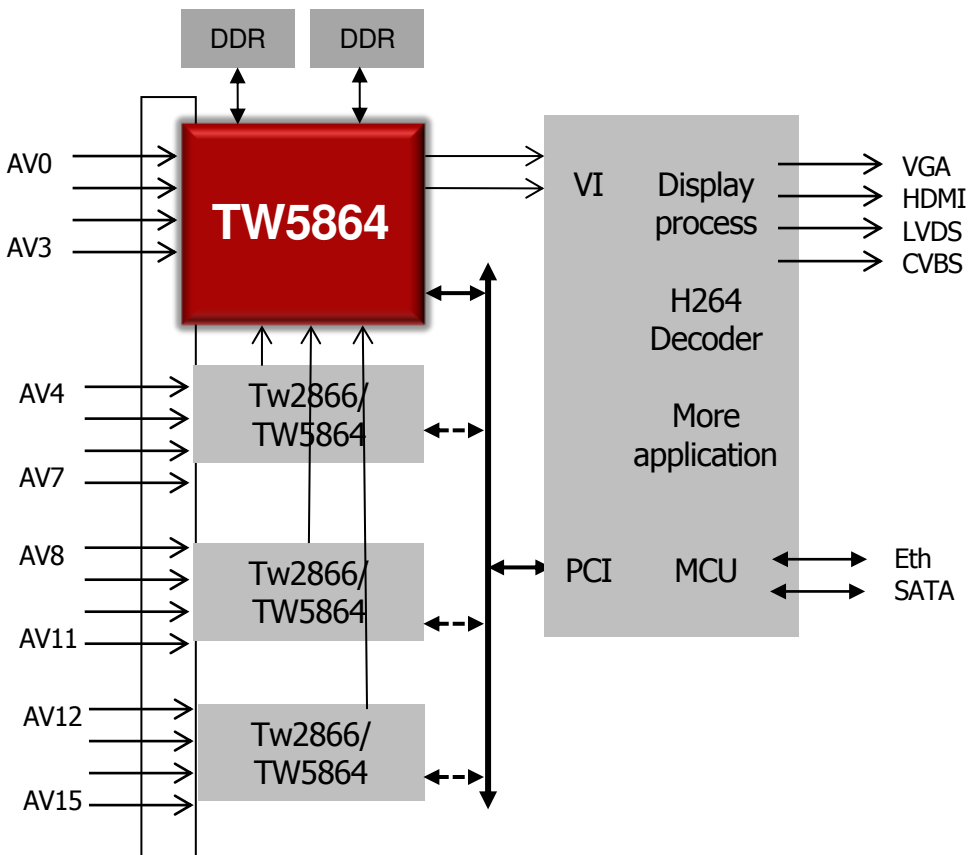 DDR
DDR
AV0
AV3
TW5864
VI
Display
process
VGA
HDMI
LVDS
CVBS
H264
Decoder
AV4
AV7
Tw2866/
TW5864
More
application
AV8
AV11
Tw2866/
TW5864
PCI
MCU
Eth
SATA
AV12
AV15
Tw2866/
TW5864